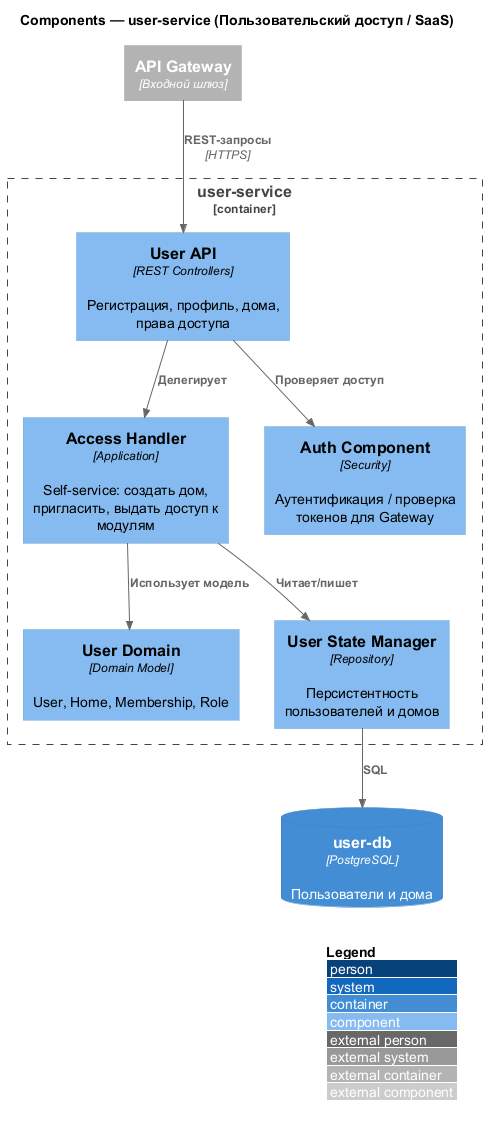 Components — user-service (Пользовательский доступ / SaaS)
API Gateway
[Входной шлюз]
REST-запросы
[HTTPS]
user-service
[container]
User API
[REST Controllers]
Регистрация, профиль, дома,
права доступа
Делегирует
Проверяет доступ
Access Handler
[Application]
Self-service: создать дом,
пригласить, выдать доступ к
модулям
Auth Component
[Security]
Аутентификация / проверка
токенов для Gateway
Использует модель
Читает/пишет
User Domain
[Domain Model]
User, Home, Membership, Role
User State Manager
[Repository]
Персистентность
пользователей и домов
SQL
user-db
[PostgreSQL]
Пользователи и дома
Legend
person
system
container
component
external person
external system
external container
external component